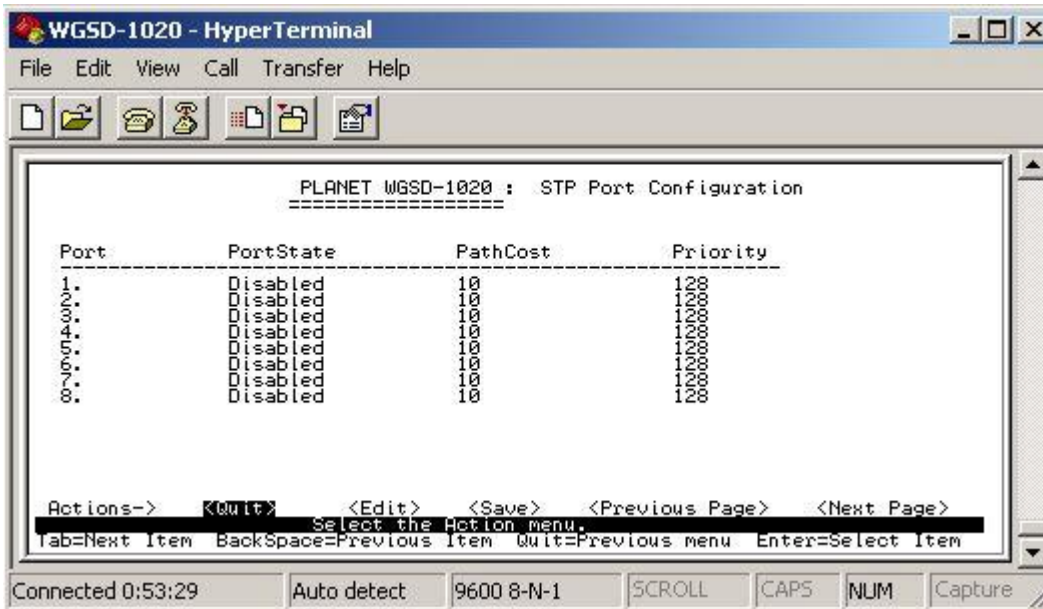 WGSD-1020 - HyperTerminal
File Edit View Call Transfer Help
PLANET WGSD-1020 : STP Port Configuration
===================
Port PortState PathCost Priority
1. Disabled 10 128
2. Disabled 10 128
3. Disabled 10 128
4. Disabled 10 128
5. Disabled 10 128
6. Disabled 10 128
7. Disabled 10 128
8. Disabled 10 128
Actions-> <Quit> <Edit> <Save> <Previous Page> <Next Page>
Select the Action menu.
Tab=Next Item BackSpace=Previous Item Quit=Previous menu Enter=Select Item
Connected 0:53:29 Auto detect 9600 8-N-1 SCROLL CAPS NUM Capture